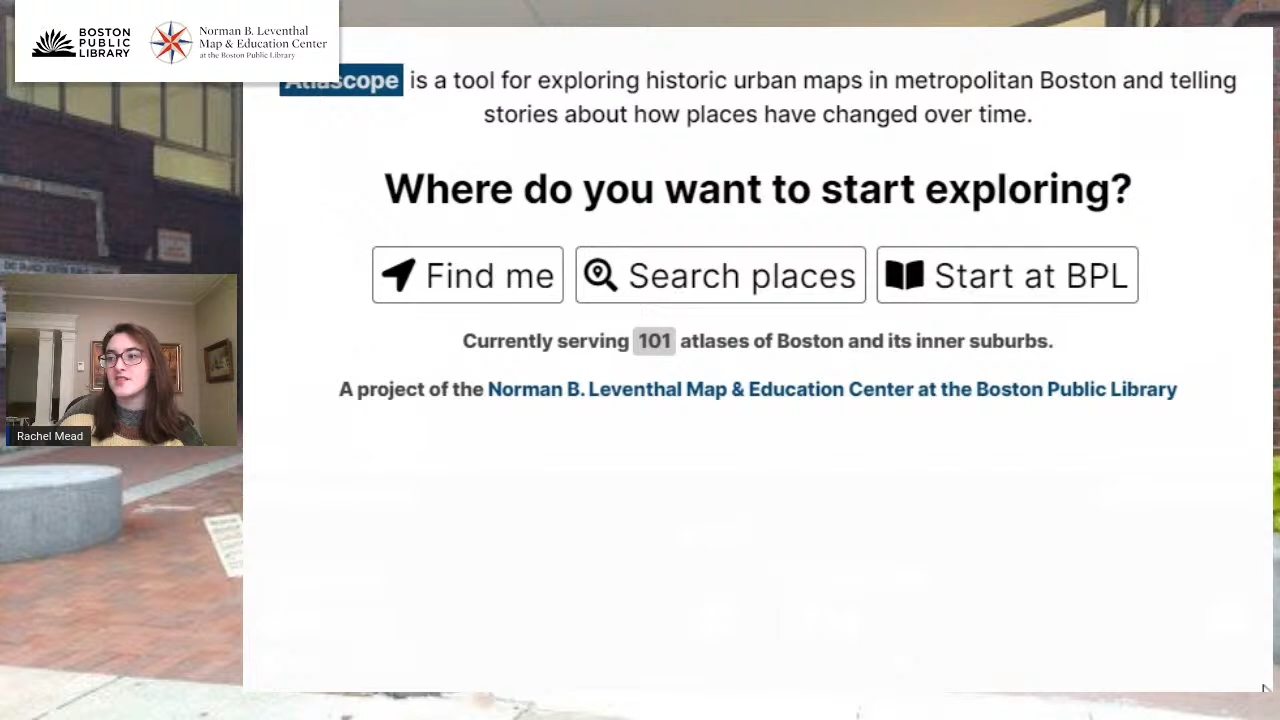 BOSTON
PUBLIC
LIBRARY
Norman B. Leventhal
Map & Education Center
at the Boston Public Library
Atlascope is a tool for exploring historic urban maps in metropolitan Boston and telling
stories about how places have changed over time.
Where do you want to start exploring?
Find me
Search places
Start at BPL
Currently serving 101 atlases of Boston and its inner suburbs.
A project of the Norman B. Leventhal Map & Education Center at the Boston Public Library
Rachel Mead